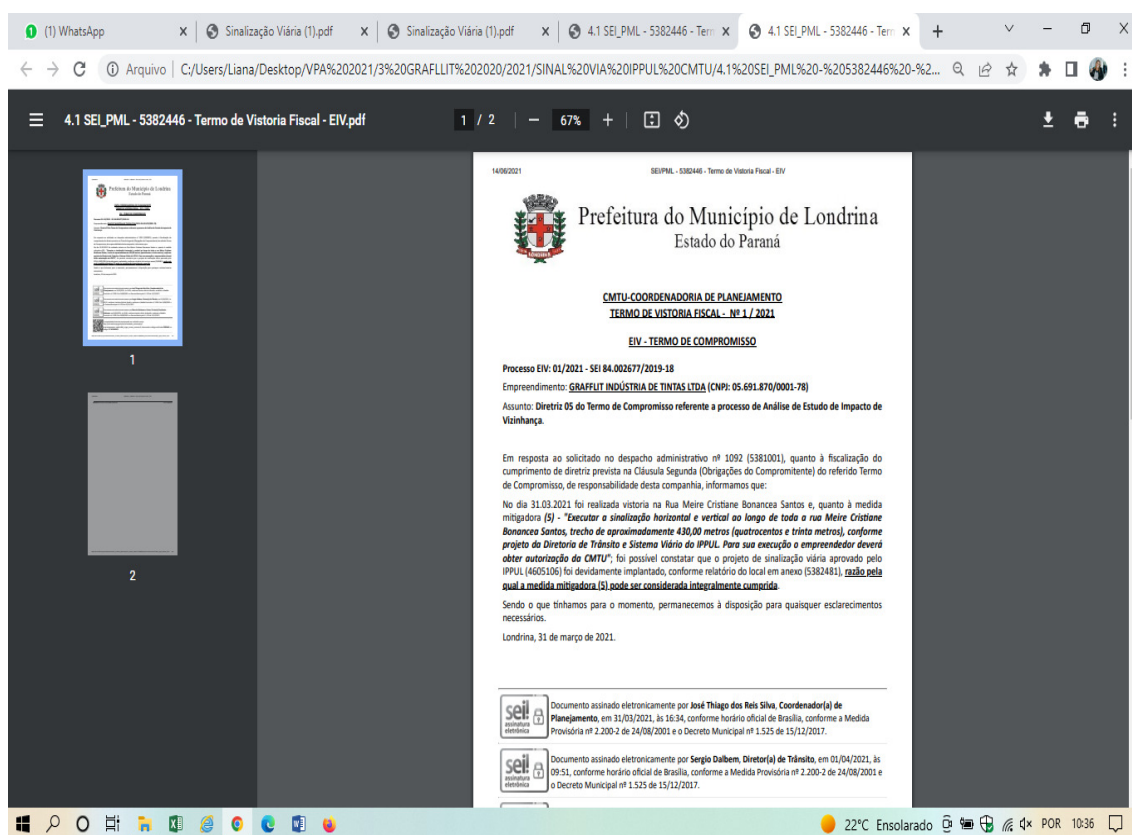 (1) WhatsApp
Sinalização Viária (1).pdf
Sinalização Viária (1).pdf
4.1 SEI_PML - 5382446 - Tern
4.1 SEI_PML - 5382446 - Tern
Arquivo | C:/Users/Liana/Desktop/VPA%202021/3%20GRAFLLIT%202020/2021/SINAL%20VIA%20IPPUL%20CMTU/4.1%20SEI_PML%20-%205382446%20-%2...
4.1 SEI_PML - 5382446 - Termo de Vistoria Fiscal - EIV.pdf
1 / 2
67%
1
2
14/06/2021
SEI/PML - 5382446 - Termo de Vistoria Fiscal - EIV
Prefeitura do Município de Londrina
Estado do Paraná
CMTU-COORDENADORIA DE PLANEJAMENTO
TERMO DE VISTORIA FISCAL - Nº 1 / 2021
EIV - TERMO DE COMPROMISSO
Processo EIV: 01/2021 - SEI 84.002677/2019-18
Empreendimento: GRAFFLIT INDÚSTRIA DE TINTAS LTDA (CNPJ: 05.691.870/0001-78)
Assunto: Diretriz 05 do Termo de Compromisso referente a processo de Análise de Estudo de Impacto de
Vizinhança.
Em resposta ao solicitado no despacho administrativo nº 1092 (5381001), quanto à fiscalização do
cumprimento de diretriz prevista na Cláusula Segunda (Obrigações do Compromitente) do referido Termo
de Compromisso, de responsabilidade desta companhia, informamos que:
No dia 31.03.2021 foi realizada vistoria na Rua Meire Cristiane Bonancea Santos e, quanto à medida
mitigadora (5) - "Executar a sinalização horizontal e vertical ao longo de toda a rua Meire Cristiane
Bonancea Santos, trecho de aproximadamente 430,00 metros (quatrocentos e trinta metros), conforme
projeto da Diretoria de Trânsito e Sistema Viário do IPPUL. Para sua execução o empreendedor deverá
obter autorização da CMTU"; foi possível constatar que o projeto de sinalização viária aprovado pelo
IPPUL (4605106) foi devidamente implantado, conforme relatório do local em anexo (5382481), razão pela
qual a medida mitigadora (5) pode ser considerada integralmente cumprida.
Sendo o que tínhamos para o momento, permanecemos à disposição para quaisquer esclarecimentos
necessários.
Londrina, 31 de março de 2021.
sei!
assinatura
eletrônica
Documento assinado eletronicamente por José Thiago dos Reis Silva, Coordenador(a) de
Planejamento, em 31/03/2021, às 16:34, conforme horário oficial de Brasília, conforme a Medida
Provisória nº 2.200-2 de 24/08/2001 e o Decreto Municipal nº 1.525 de 15/12/2017.
sei!
assinatura
eletrônica
Documento assinado eletronicamente por Sergio Dalbem, Diretor(a) de Trânsito, em 01/04/2021, às
09:51, conforme horário oficial de Brasília, conforme a Medida Provisória nº 2.200-2 de 24/08/2001 e
o Decreto Municipal nº 1.525 de 15/12/2017.
22°C Ensolarado
POR
10:36